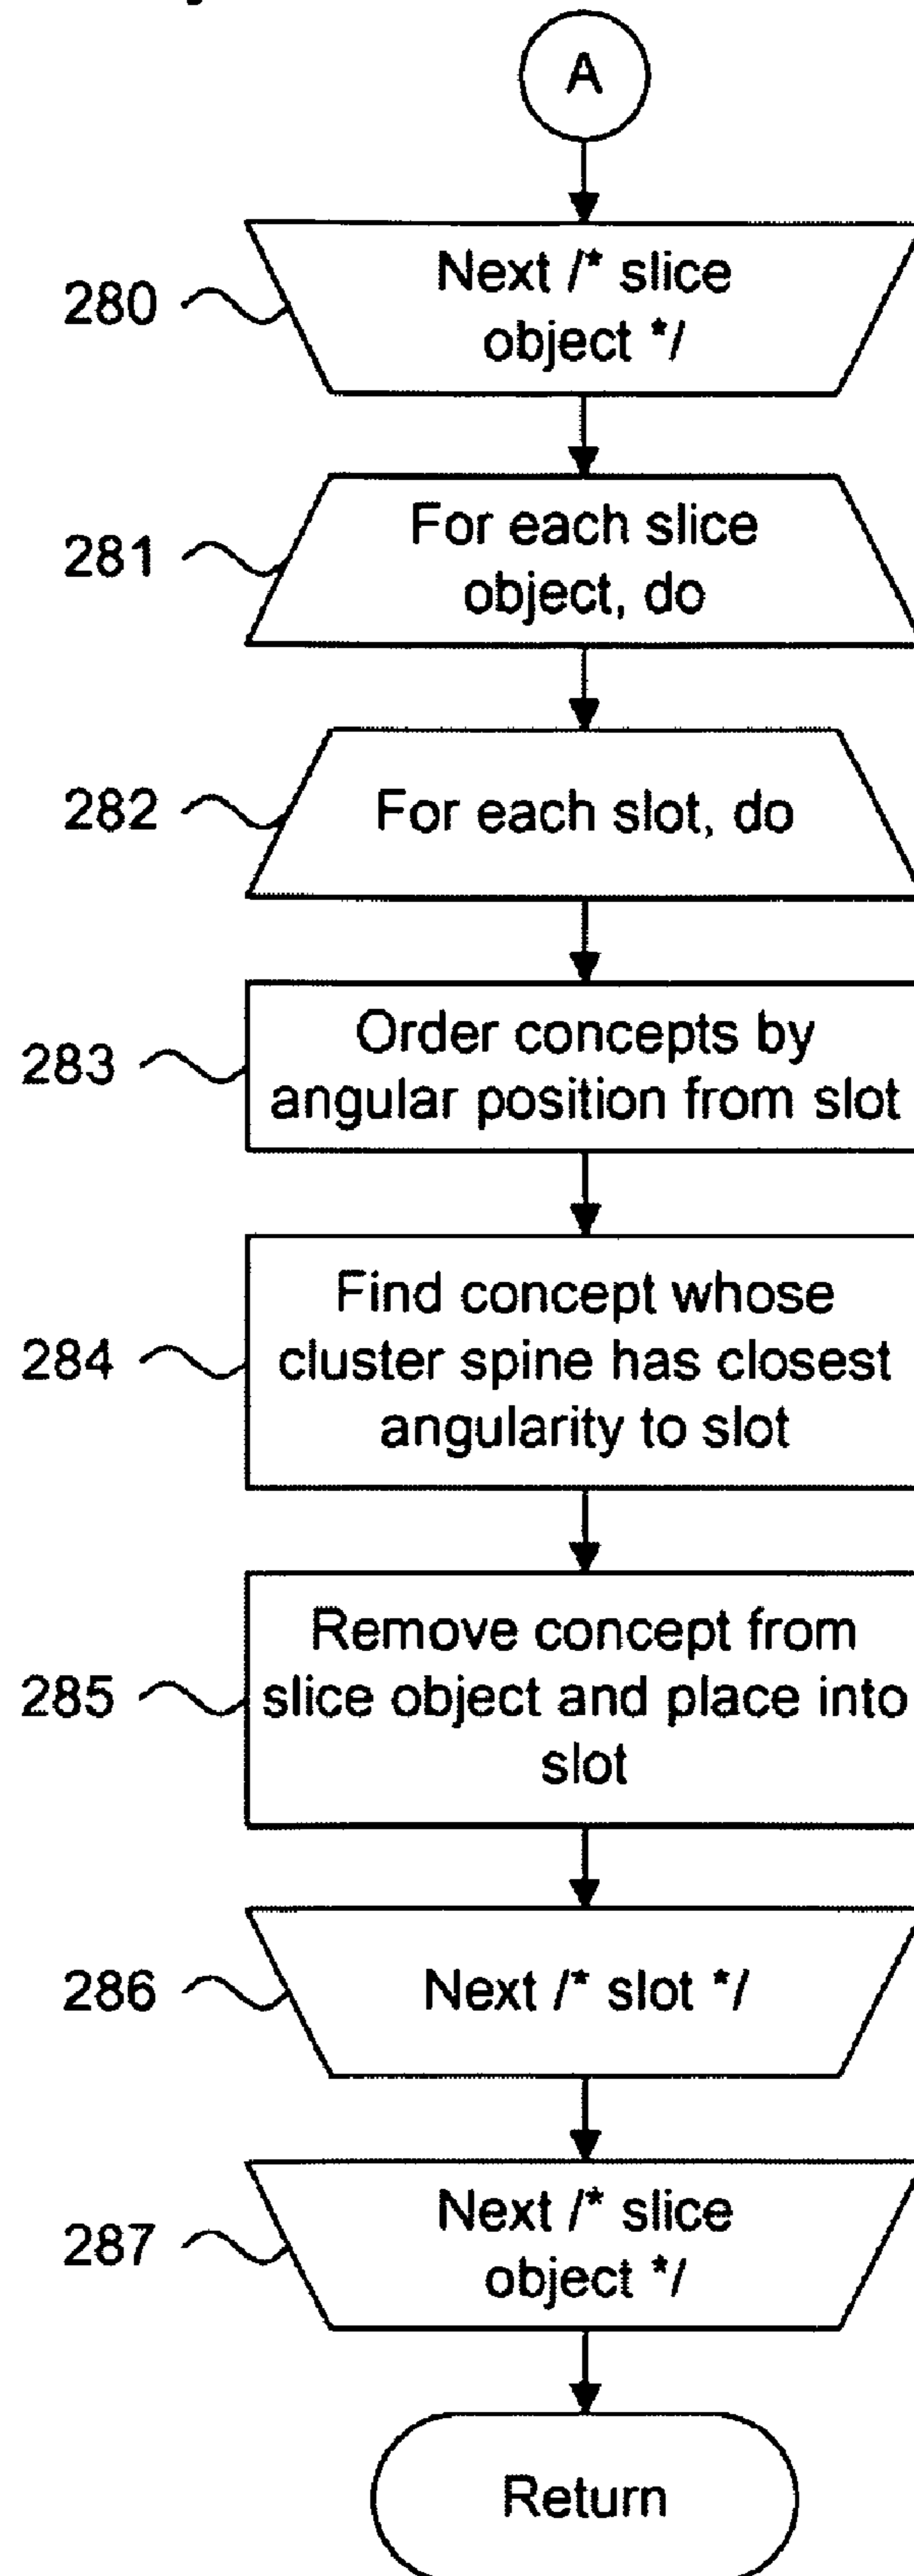 A
280
Next /* slice
object */
281
For each slice
object, do
282
For each slot, do
283
Order concepts by
angular position from slot
284
Find concept whose
cluster spine has closest
angularity to slot
285
Remove concept from
slice object and place into
slot
286
Next /* slot */
287
Next /* slice
object */
Return